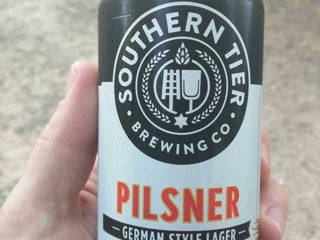 SOUTHERN TIER
• BREWING CO •
PILSNER
GERMAN STYLE LAGER